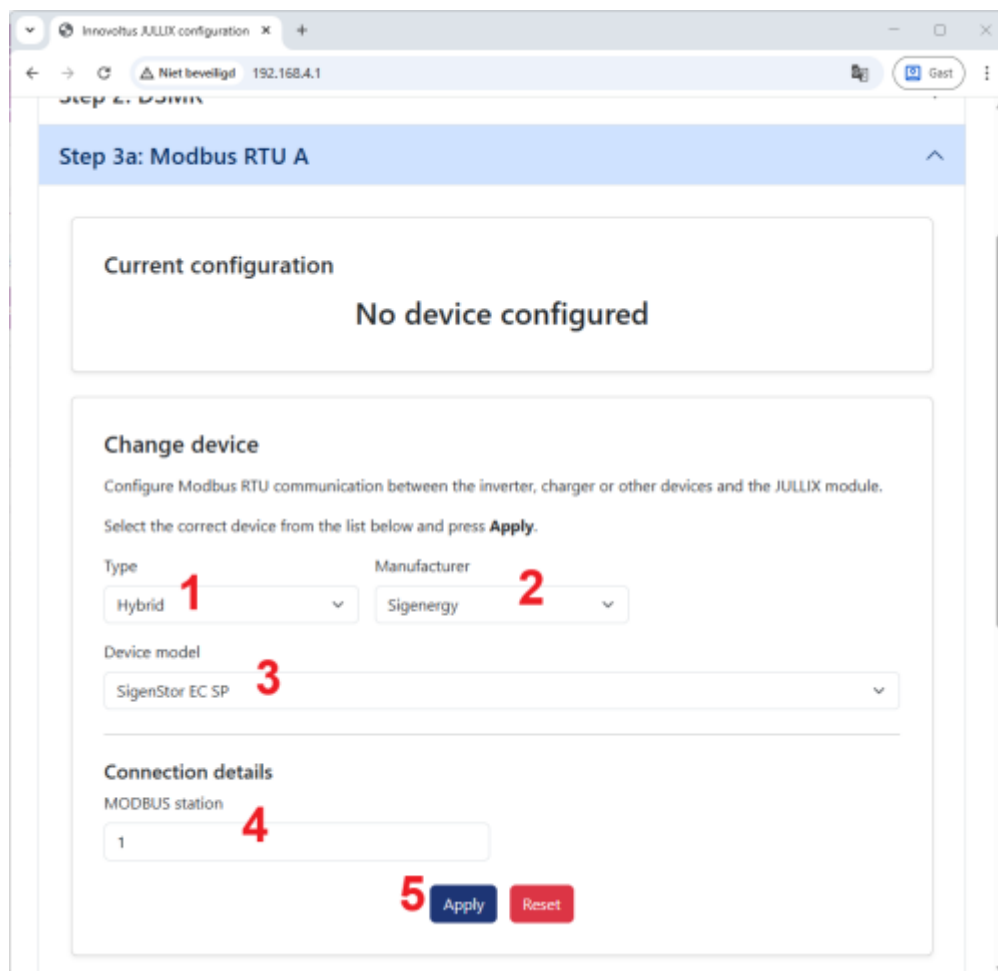 Innovoltus JULLIX configuration
Niet beveiligd 192.168.4.1 Gast
Step 2: DSMR
Step 3a: Modbus RTU A
Current configuration
No device configured
Change device
Configure Modbus RTU communication between the inverter, charger or other devices and the JULLIX module.
Select the correct device from the list below and press Apply.
Type Manufacturer
1 2
Hybrid Sigenergy
Device model
3
SigenStor EC SP
Connection details
MODBUS station
4
1
5 Apply Reset